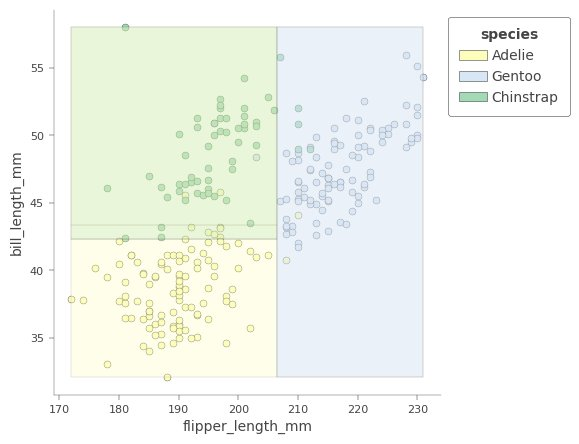 species
Adelie
Gentoo
Chinstrap
55
50
45
40
35
bill_length_mm
170 180 190 200 210 220 230
flipper_length_mm